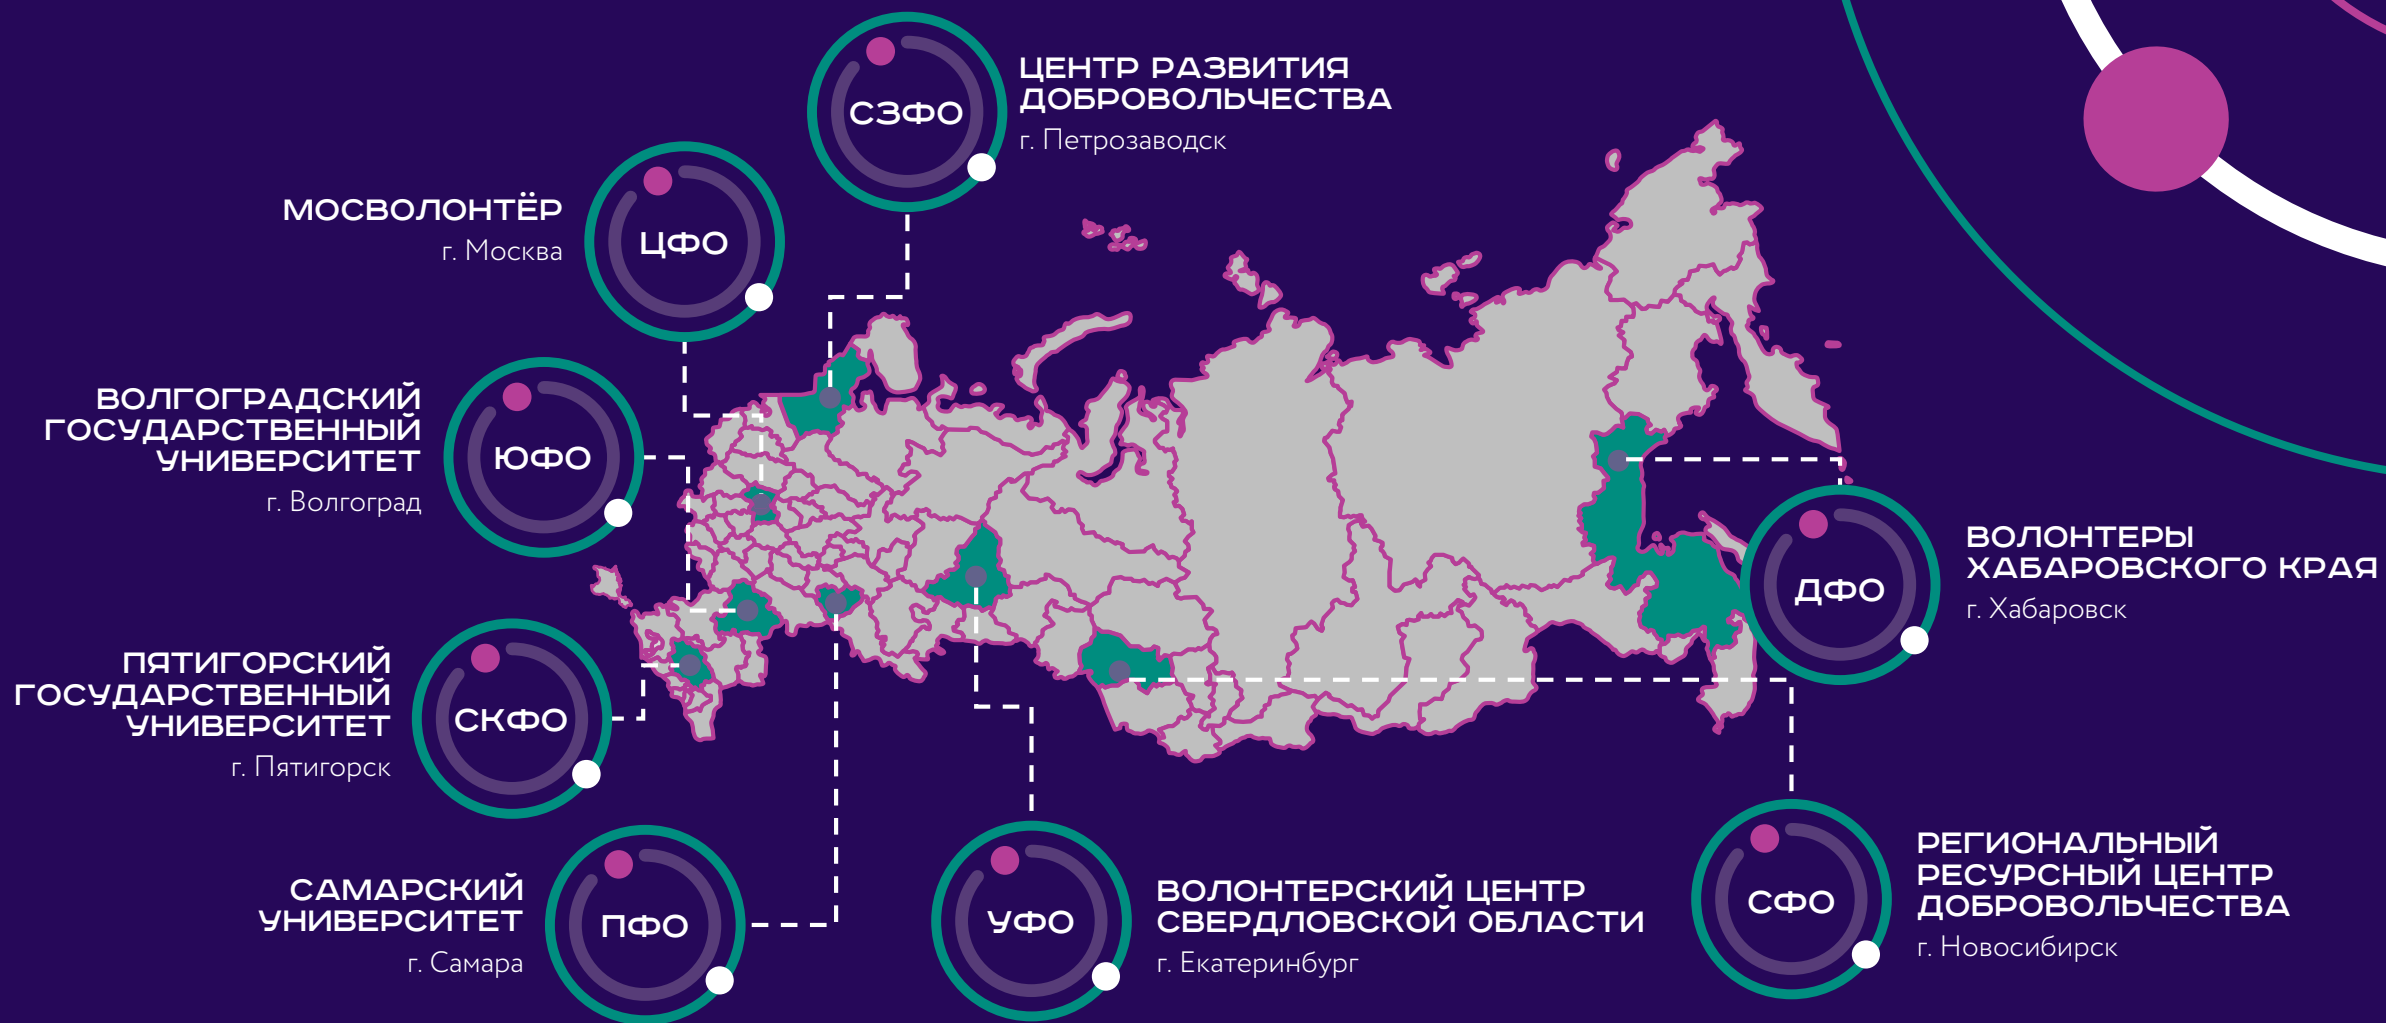 СЗФО
ЦЕНТР РАЗВИТИЯ
ДОБРОВОЛЬЧЕСТВА
г. Петрозаводск
МОСВОЛОНТЁР
г. Москва
ЦФО
ВОЛГОГРАДСКИЙ
ГОСУДАРСТВЕННЫЙ
УНИВЕРСИТЕТ
г. Волгоград
ЮФО
ДФО
ВОЛОНТЕРЫ
ХАБАРОВСКОГО КРАЯ
г. Хабаровск
ПЯТИГОРСКИЙ
ГОСУДАРСТВЕННЫЙ
УНИВЕРСИТЕТ
г. Пятигорск
СКФО
САМАРСКИЙ
УНИВЕРСИТЕТ
г. Самара
ПФО
УФО
ВОЛОНТЕРСКИЙ ЦЕНТР
СВЕРДЛОВСКОЙ ОБЛАСТИ
г. Екатеринбург
СФО
РЕГИОНАЛЬНЫЙ
РЕСУРСНЫЙ ЦЕНТР
ДОБРОВОЛЬЧЕСТВА
г. Новосибирск